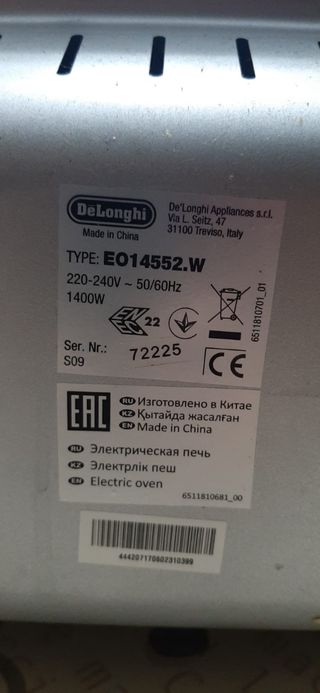 DeLonghi
Made in China
De'Longhi Appliances s.r.l.
Via L. Seitz, 47
31100 Treviso, Italy
TYPE: EO14552.W
220-240V ~ 50/60Hz
1400W
22
Ser. Nr.: 72225
S09
CE
6511810701_01
EAC
RU Изготовлено в Китае
KZ Қытайда жасалған
EN Made in China
RU Электрическая печь
KZ Электрлік пеш
EN Electric oven
6511810681_00
444207170602310399